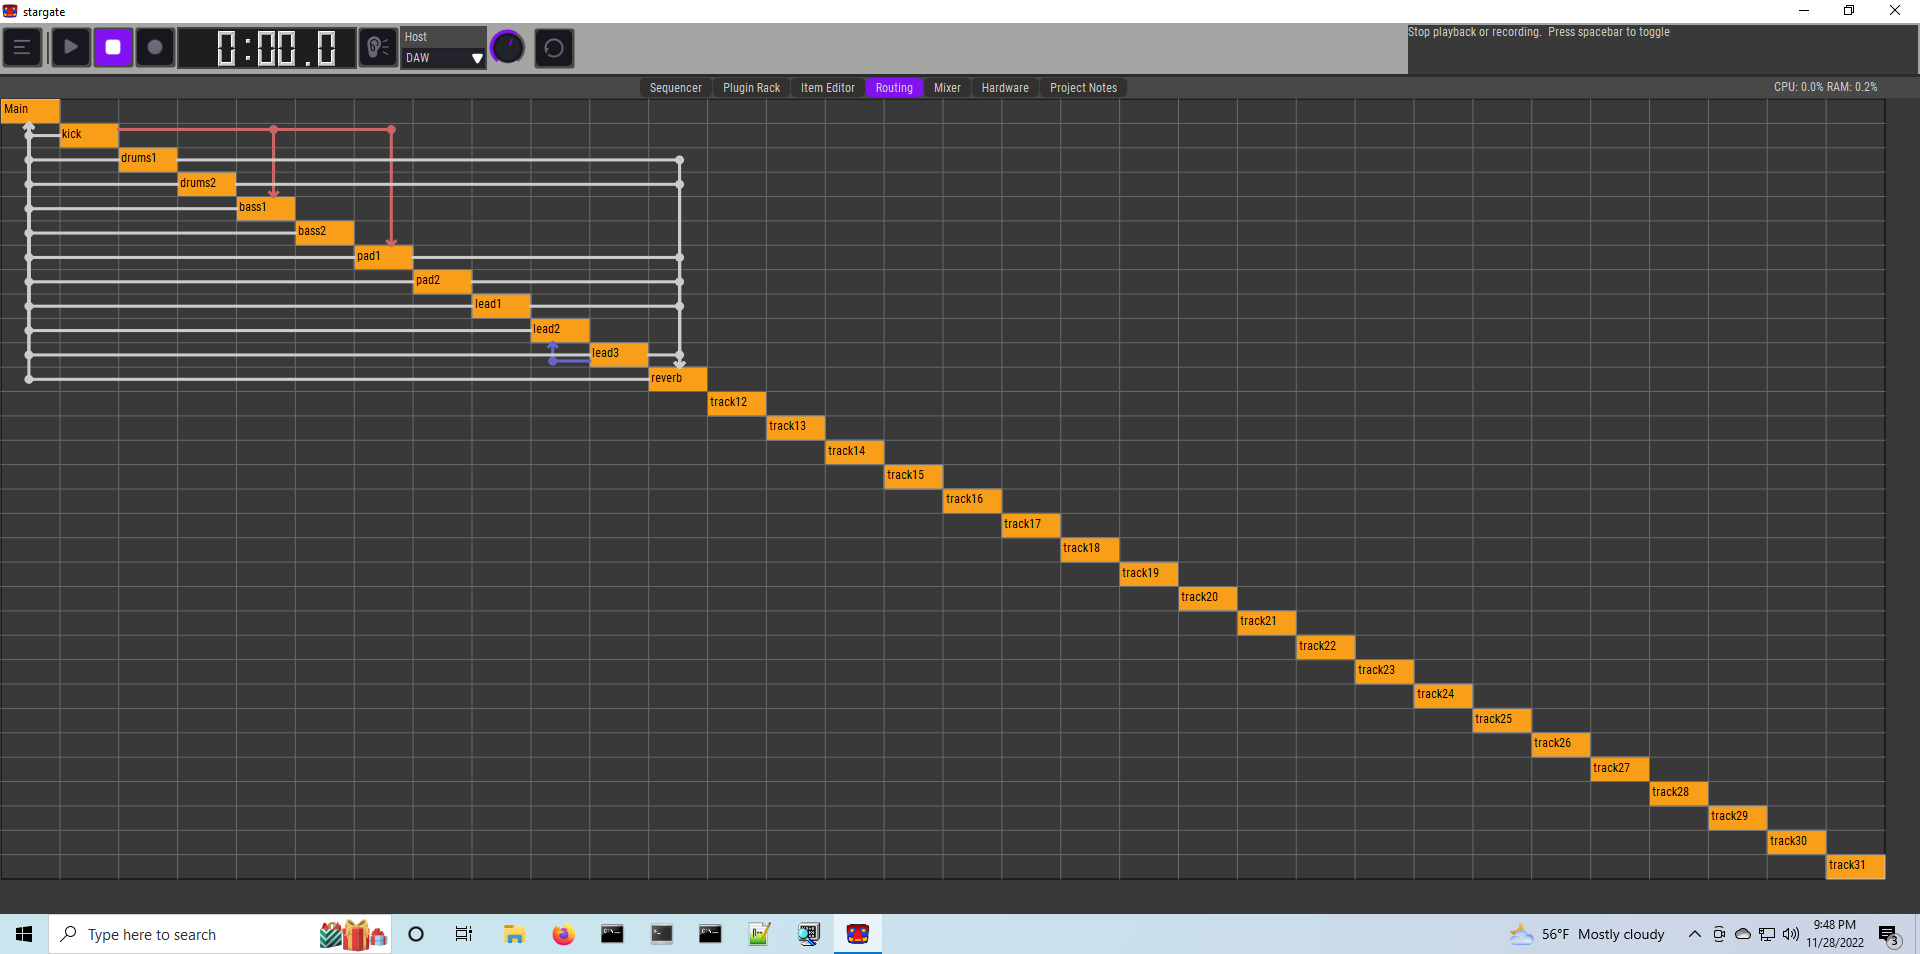 stargate
Host
DAW
0:00.0
Stop playback or recording.  Press spacebar to toggle
Sequencer
Plugin Rack
Item Editor
Routing
Mixer
Hardware
Project Notes
CPU: 0.0% RAM: 0.2%
Main
kick
drums1
drums2
bass1
bass2
pad1
pad2
lead1
lead2
lead3
reverb
track12
track13
track14
track15
track16
track17
track18
track19
track20
track21
track22
track23
track24
track25
track26
track27
track28
track29
track30
track31
Type here to search
56°F Mostly cloudy
9:48 PM
11/28/2022
3